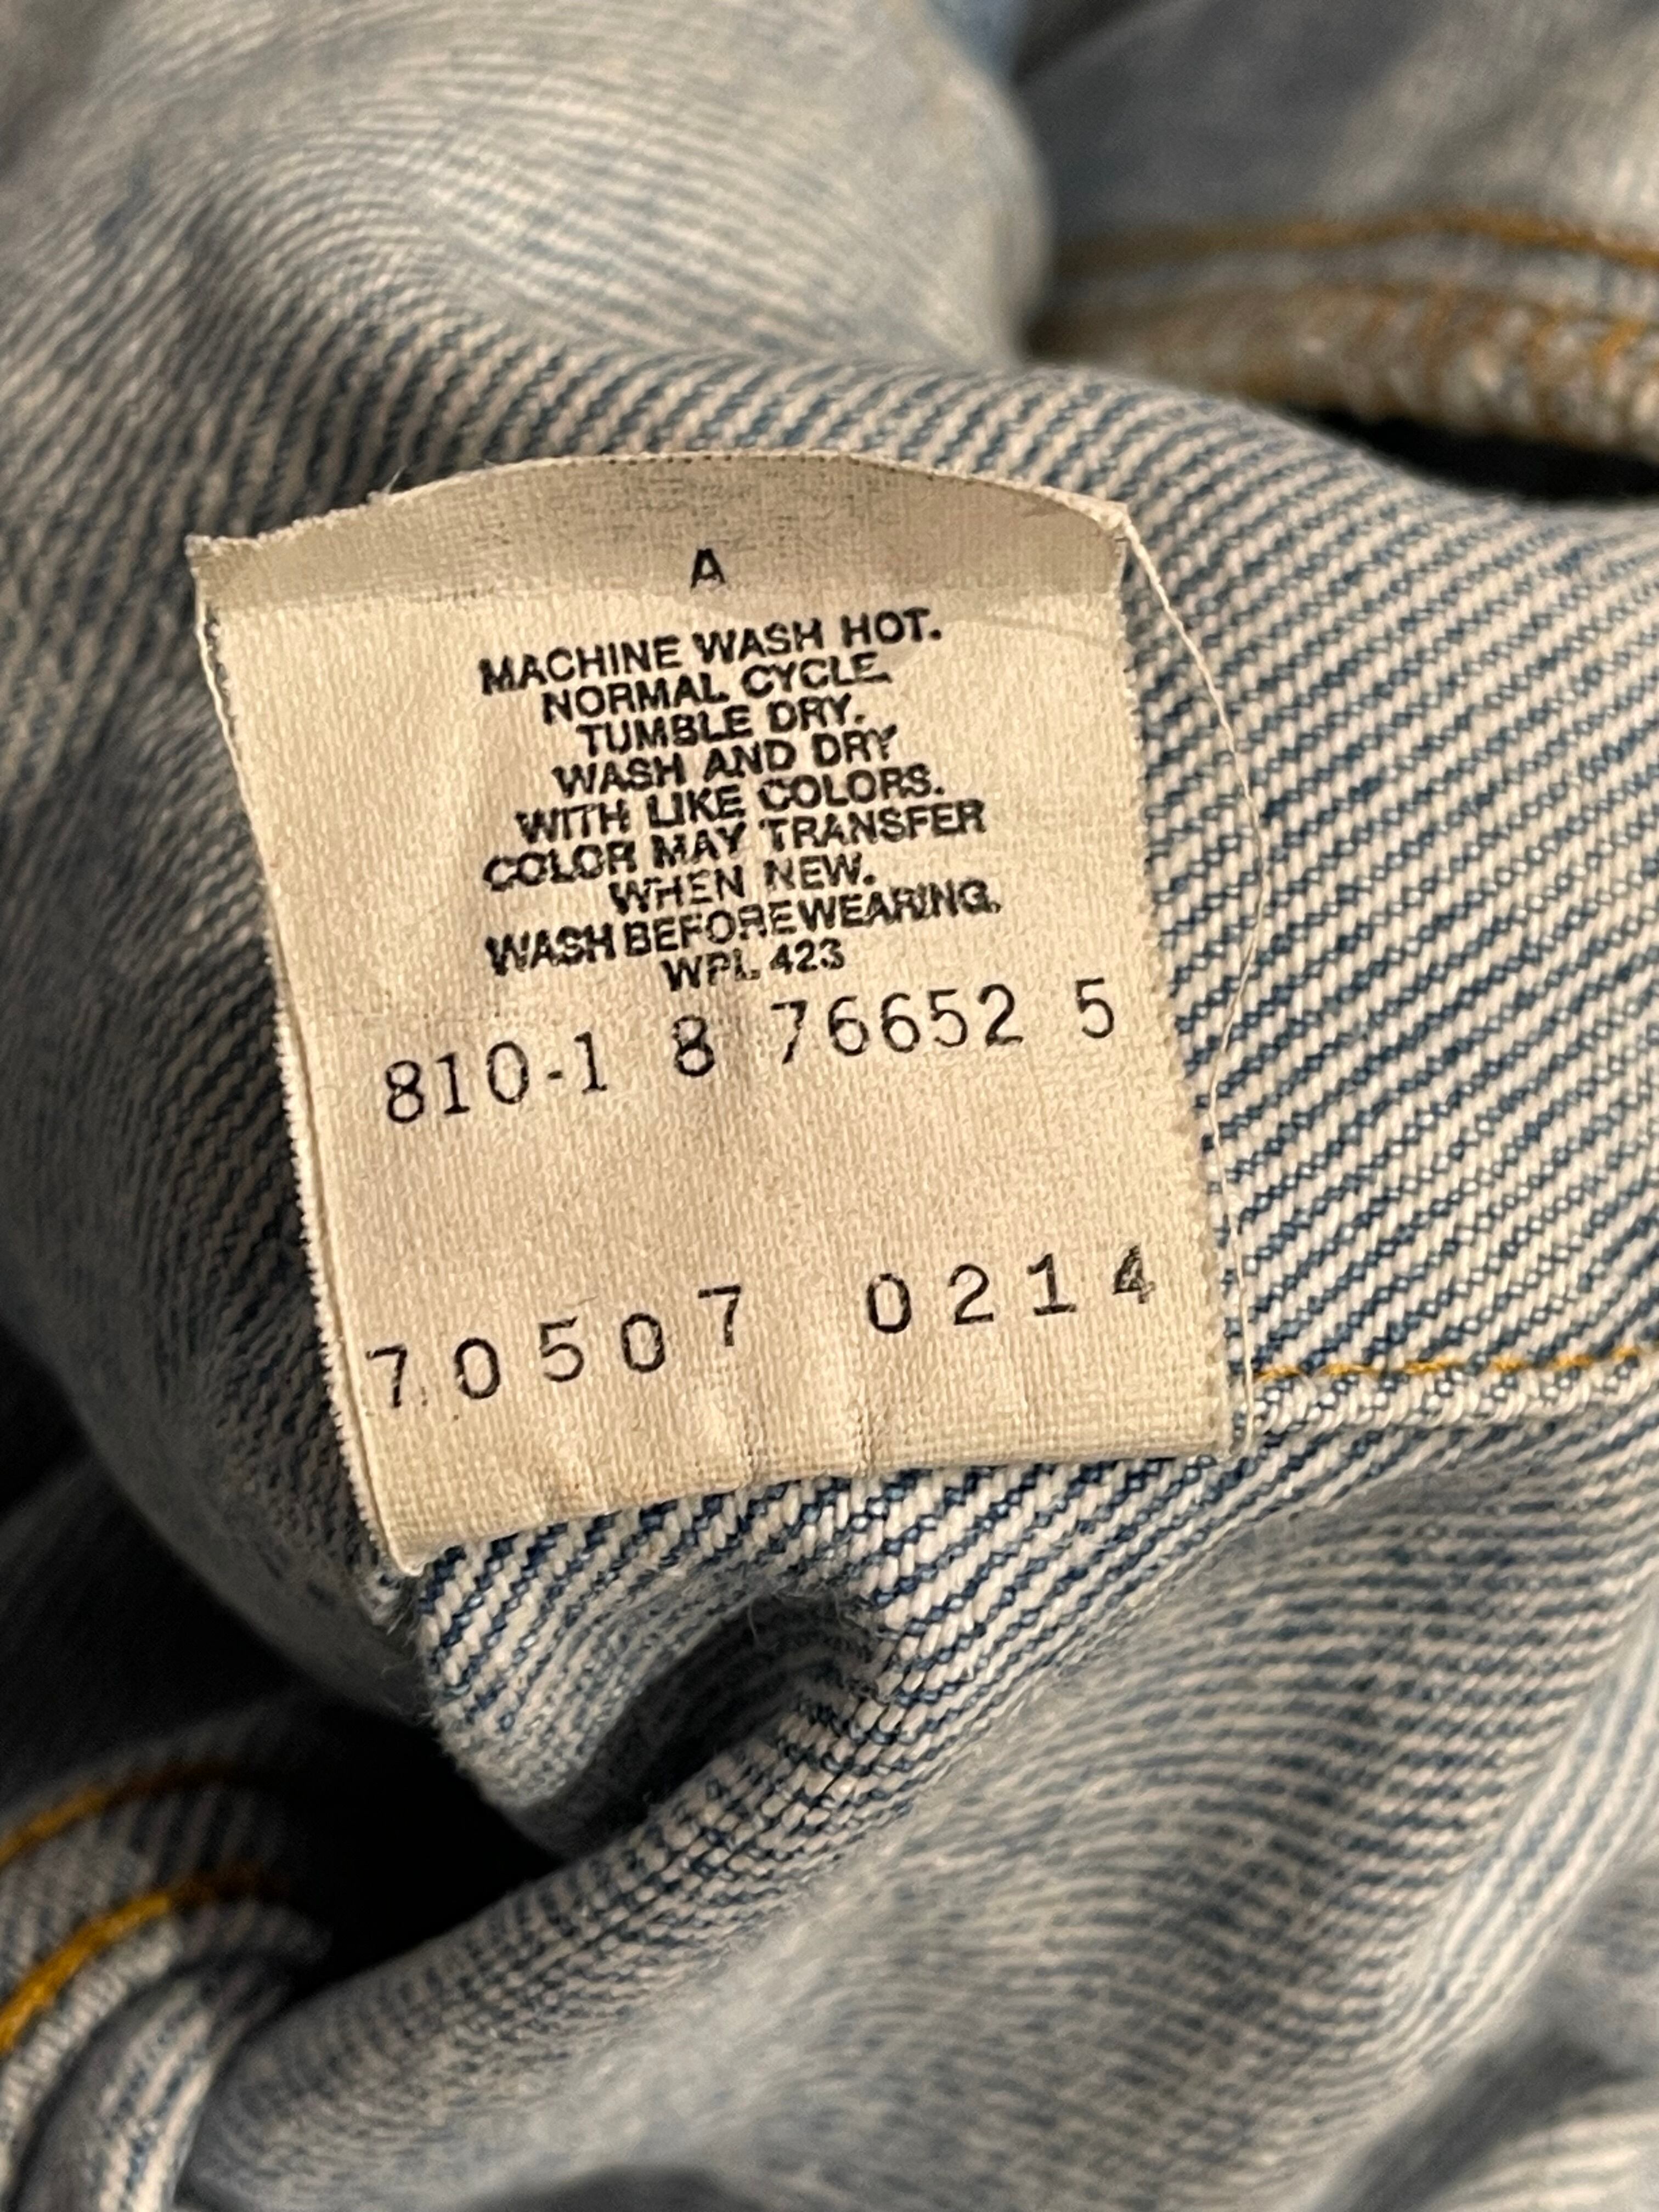 A
MACHINE WASH HOT.
NORMAL CYCLE.
TUMBLE DRY.
WASH AND DRY
WITH LIKE COLORS.
COLOR MAY TRANSFER
WHEN NEW.
WASH BEFORE WEARING.
WPL 423
810-1 8 76652 5
70507 0214